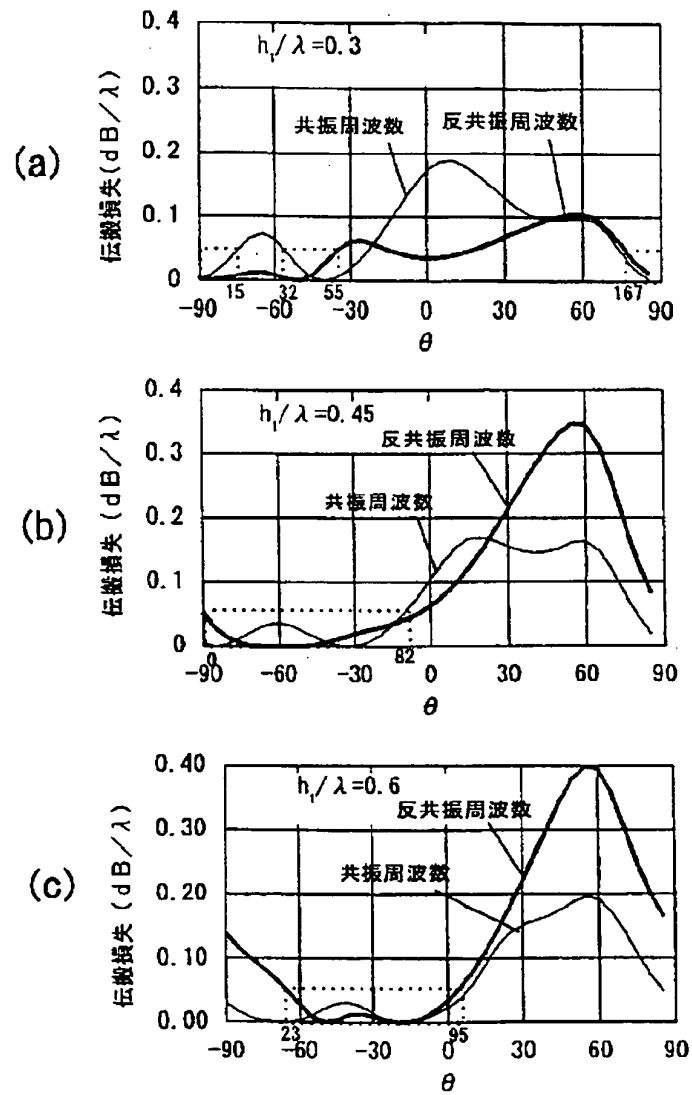 (a)
伝搬損失(dB/λ)
0.4
0.3
0.2
0.1
0
h₁/λ=0.3
共振周波数
反共振周波数
15 32 55 167
-90 -60 -30 0 30 60 90
θ
(b)
伝搬損失(dB/λ)
0.4
0.3
0.2
0.1
0
h₁/λ=0.45
反共振周波数
共振周波数
0 82
-90 -60 -30 0 30 60 90
θ
(c)
伝搬損失(dB/λ)
0.40
0.30
0.20
0.10
0.00
h₁/λ=0.6
反共振周波数
共振周波数
23 95
-90 -60 -30 0 30 60 90
θ